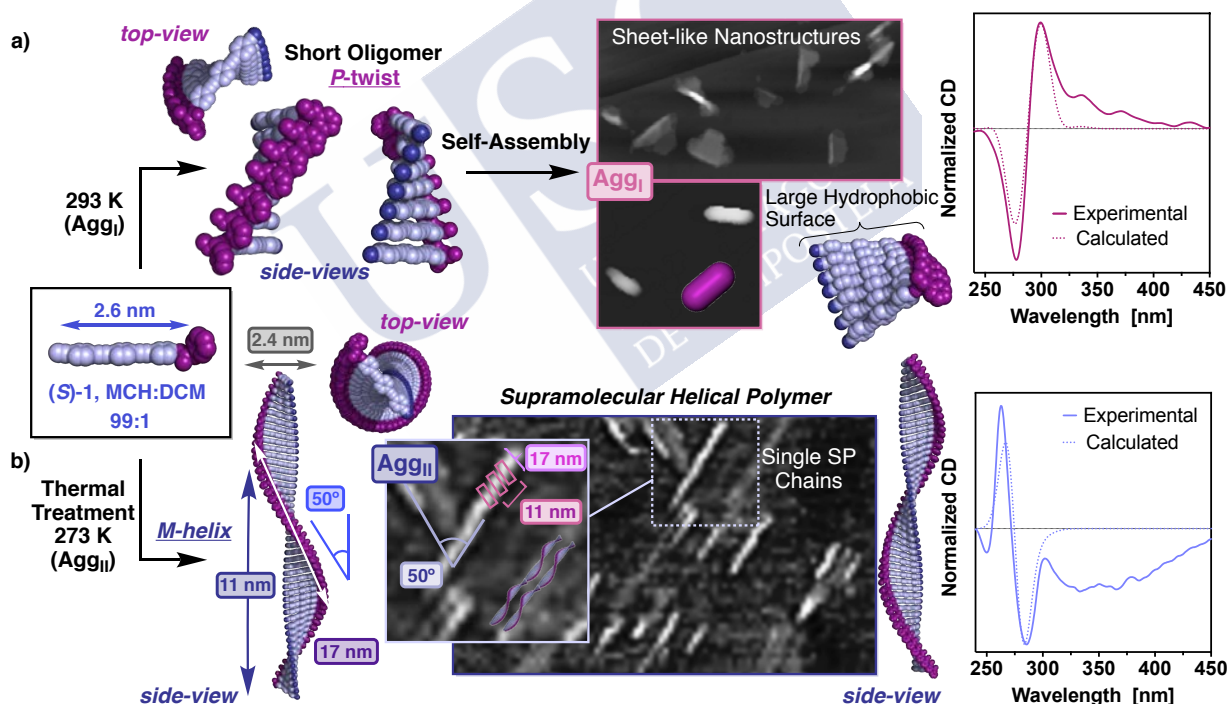 a)
top-view
Short Oligomer
P-twist
293 K
(AggI)
side-views
Self-Assembly
Sheet-like Nanostructures
AggI
Large Hydrophobic
Surface
Normalized CD
Experimental
Calculated
250 300 350 400 450
Wavelength [nm]
2.6 nm
(S)-1, MCH:DCM
99:1
2.4 nm
top-view
b)
Thermal
Treatment
273 K
(AggII)
M-helix
50º
11 nm
17 nm
side-view
Supramolecular Helical Polymer
AggII
17 nm
11 nm
50º
Single SP
Chains
side-view
Normalized CD
Experimental
Calculated
250 300 350 400 450
Wavelength [nm]